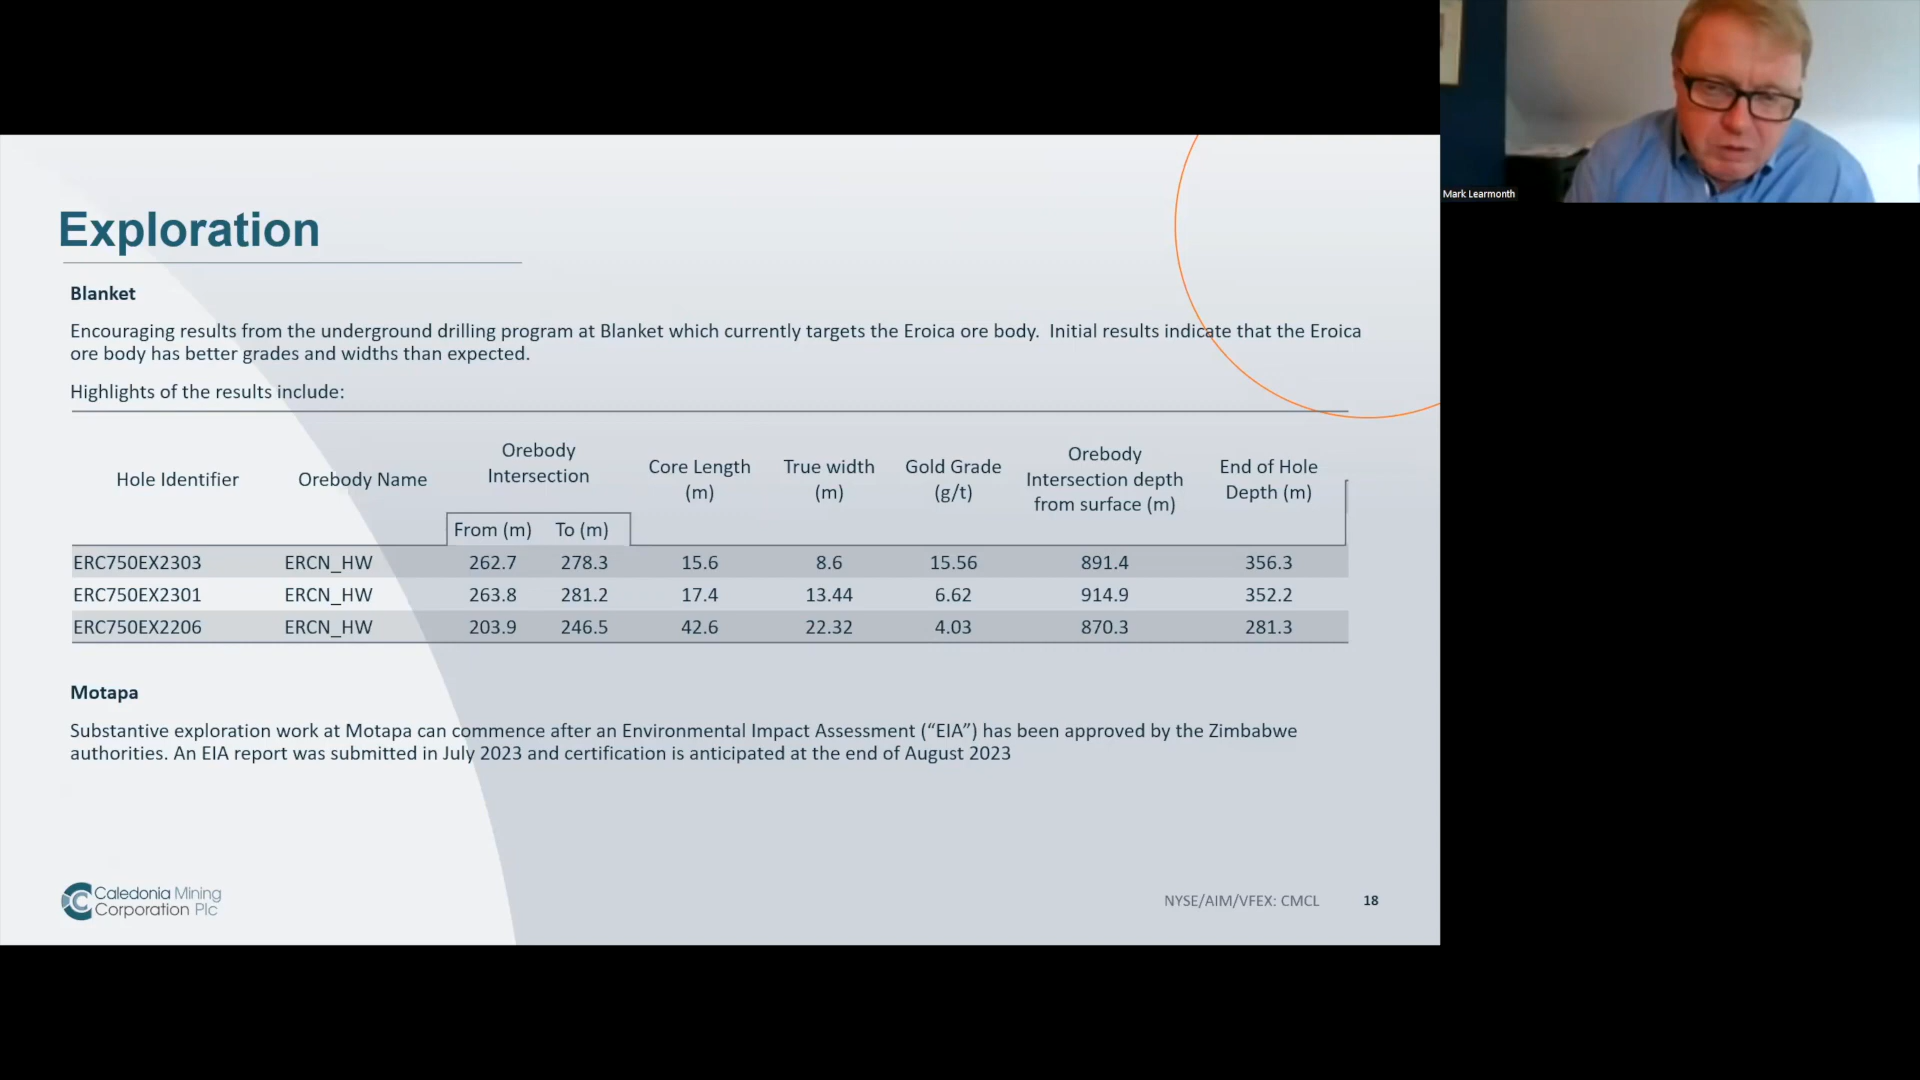 Mark Learmonth
Exploration
Blanket
Encouraging results from the underground drilling program at Blanket which currently targets the Eroica ore body.  Initial results indicate that the Eroica
ore body has better grades and widths than expected.
Highlights of the results include:
Hole Identifier Orebody Name Orebody Intersection Core Length (m) True width (m) Gold Grade (g/t) Orebody Intersection depth from surface (m) End of Hole Depth (m)
From (m) To (m)
ERC750EX2303 ERCN_HW 262.7 278.3 15.6 8.6 15.56 891.4 356.3
ERC750EX2301 ERCN_HW 263.8 281.2 17.4 13.44 6.62 914.9 352.2
ERC750EX2206 ERCN_HW 203.9 246.5 42.6 22.32 4.03 870.3 281.3
Motapa
Substantive exploration work at Motapa can commence after an Environmental Impact Assessment (“EIA”) has been approved by the Zimbabwe
authorities. An EIA report was submitted in July 2023 and certification is anticipated at the end of August 2023
Caledonia Mining
Corporation Plc
NYSE/AIM/VFEX: CMCL 18